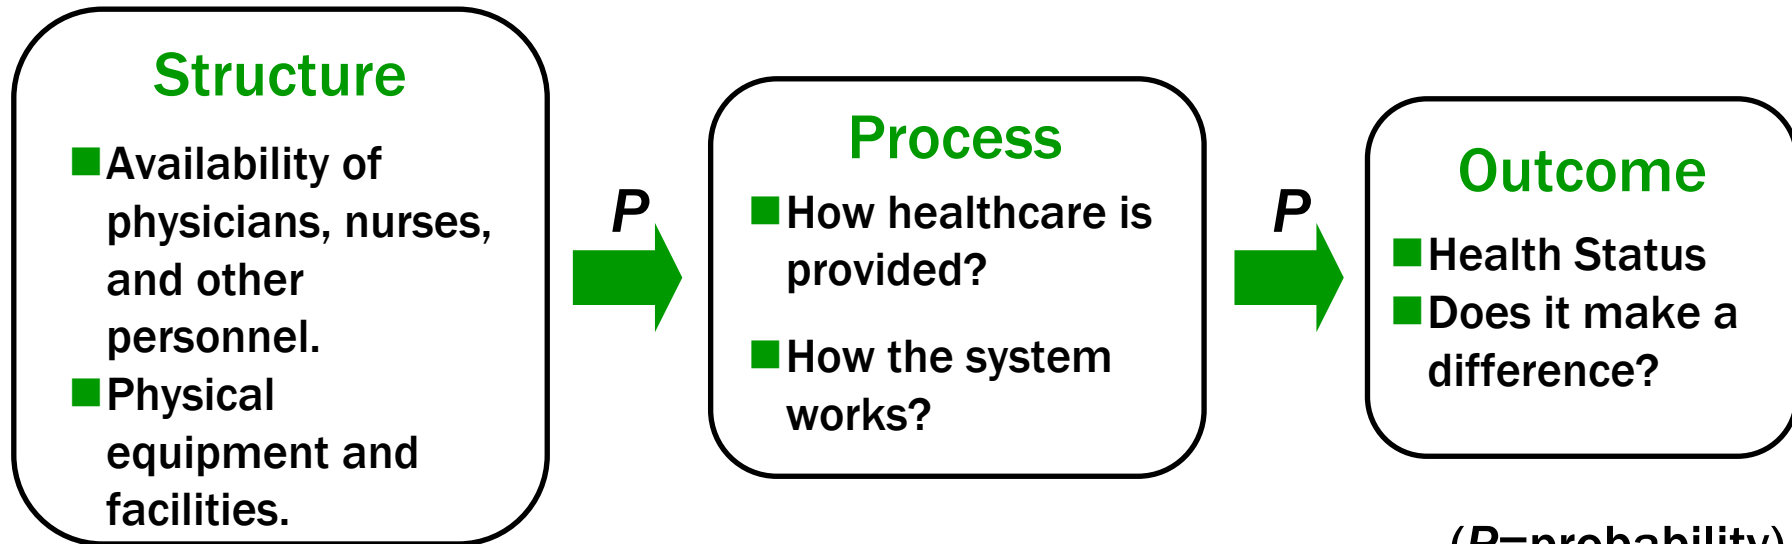 Structure
Availability of
physicians, nurses,
and other
personnel.
Physical
equipment and
facilities.
P
Process
How healthcare is
provided?
How the system
works?
P
Outcome
Health Status
Does it make a
difference?
(P=probability)